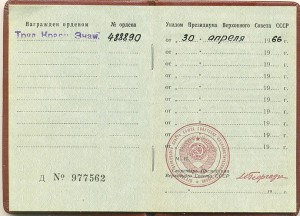 Награжден орденом № ордена
Труд. Красн. Знам. 488890
Указом Президиума Верховного Совета СССР
от „30“ апреля 1966 г.
от „ “ 19 г.
от „ “ 19 г.
от „ “ 19 г.
от „ “ 19 г.
от „ “ 19 г.
от „ “ 19 г.
от „ “ 19
от „ 19
М. П.
Секретарь Президиума
Верховного Совета СССР
Д № 977562